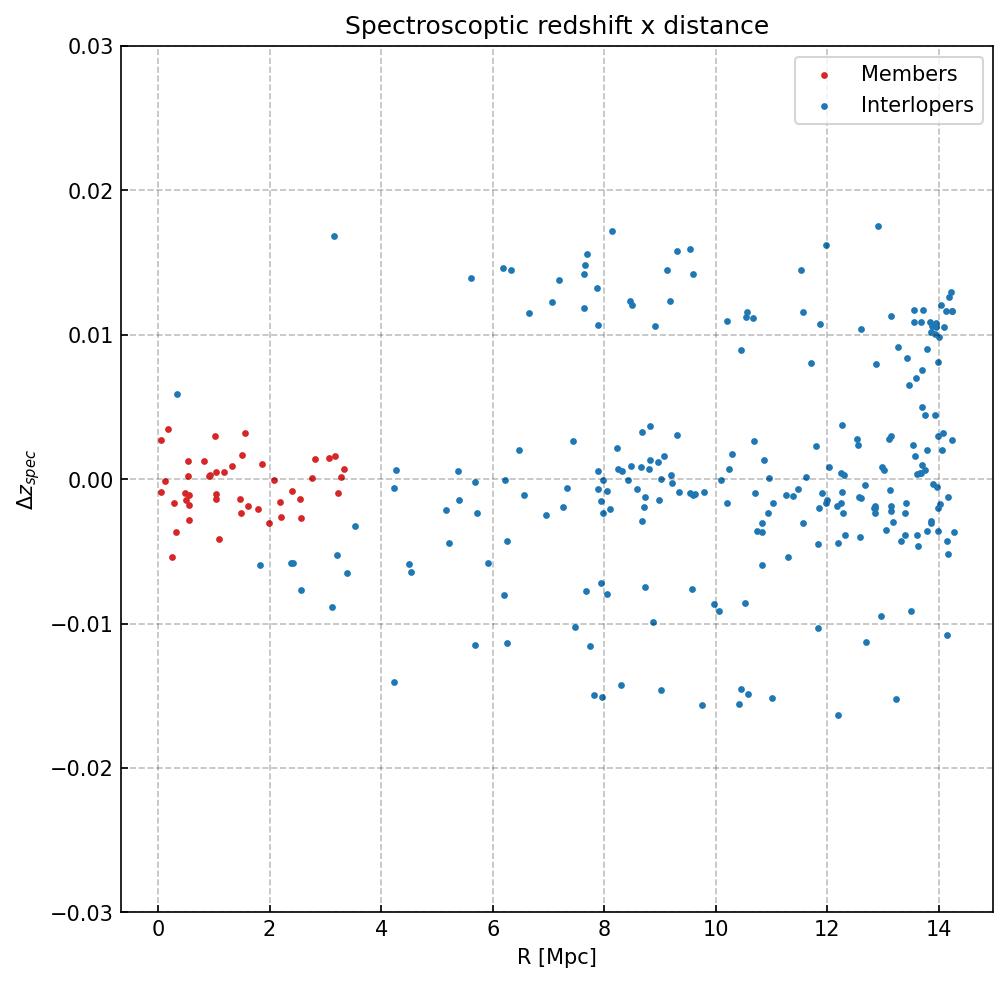 Spectroscoptic redshift x distance
Members
Interlopers
0.03
0.02
0.01
0.00
−0.01
−0.02
−0.03
Δz_spec
0 2 4 6 8 10 12 14
R [Mpc]